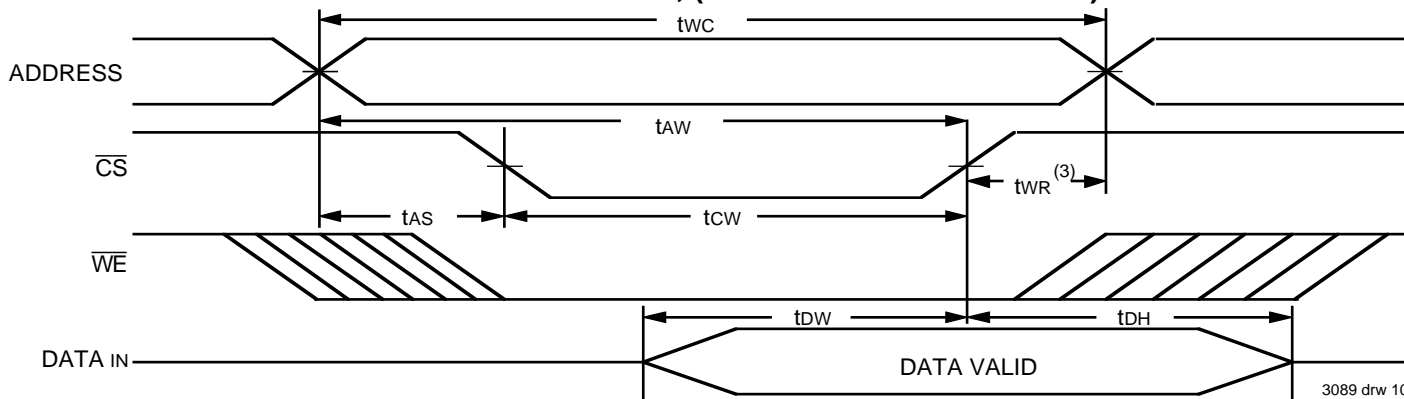 tWC
ADDRESS
tAW
CS
tWR(3)
tAS
tCW
WE
tDW
tDH
DATA IN
DATA VALID
3089 drw 10